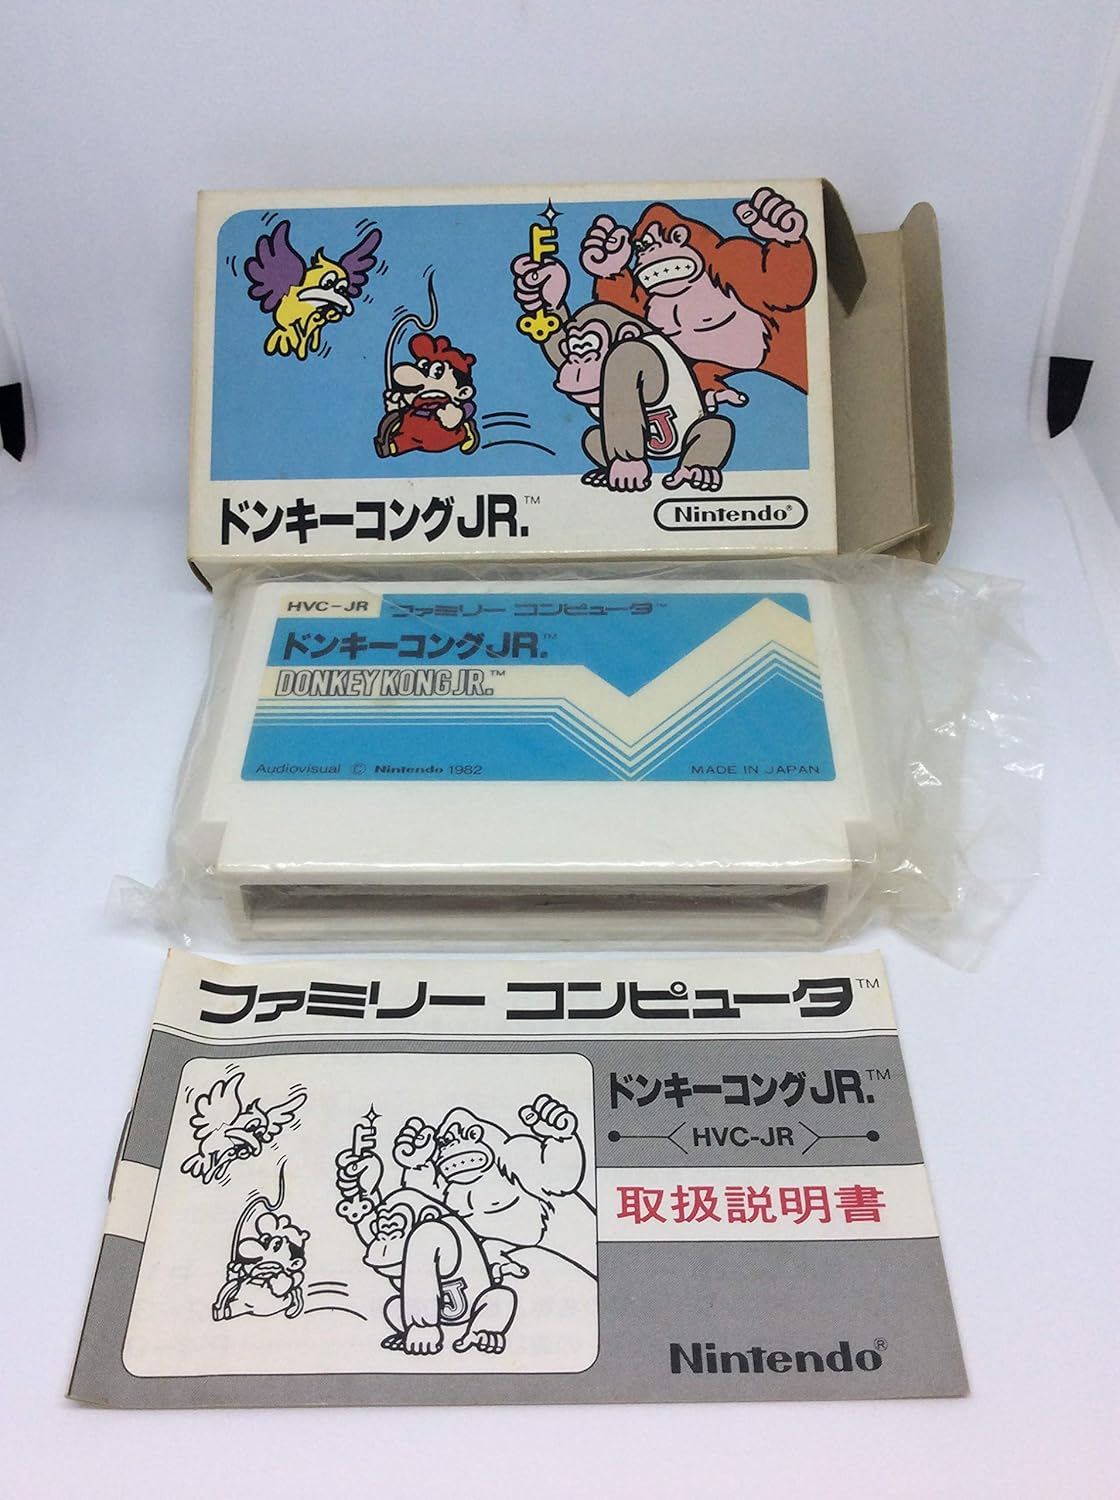 J
ドンキーコングJR.™
Nintendo®
HVC-JR ファミリー コンピュータ™
ドンキーコングJR.™
DONKEY KONG JR.™
Audiovisual © Nintendo 1982
MADE IN JAPAN
ファミリー コンピュータ™
ドンキーコングJR.™
HVC-JR
取扱説明書
J
Nintendo®